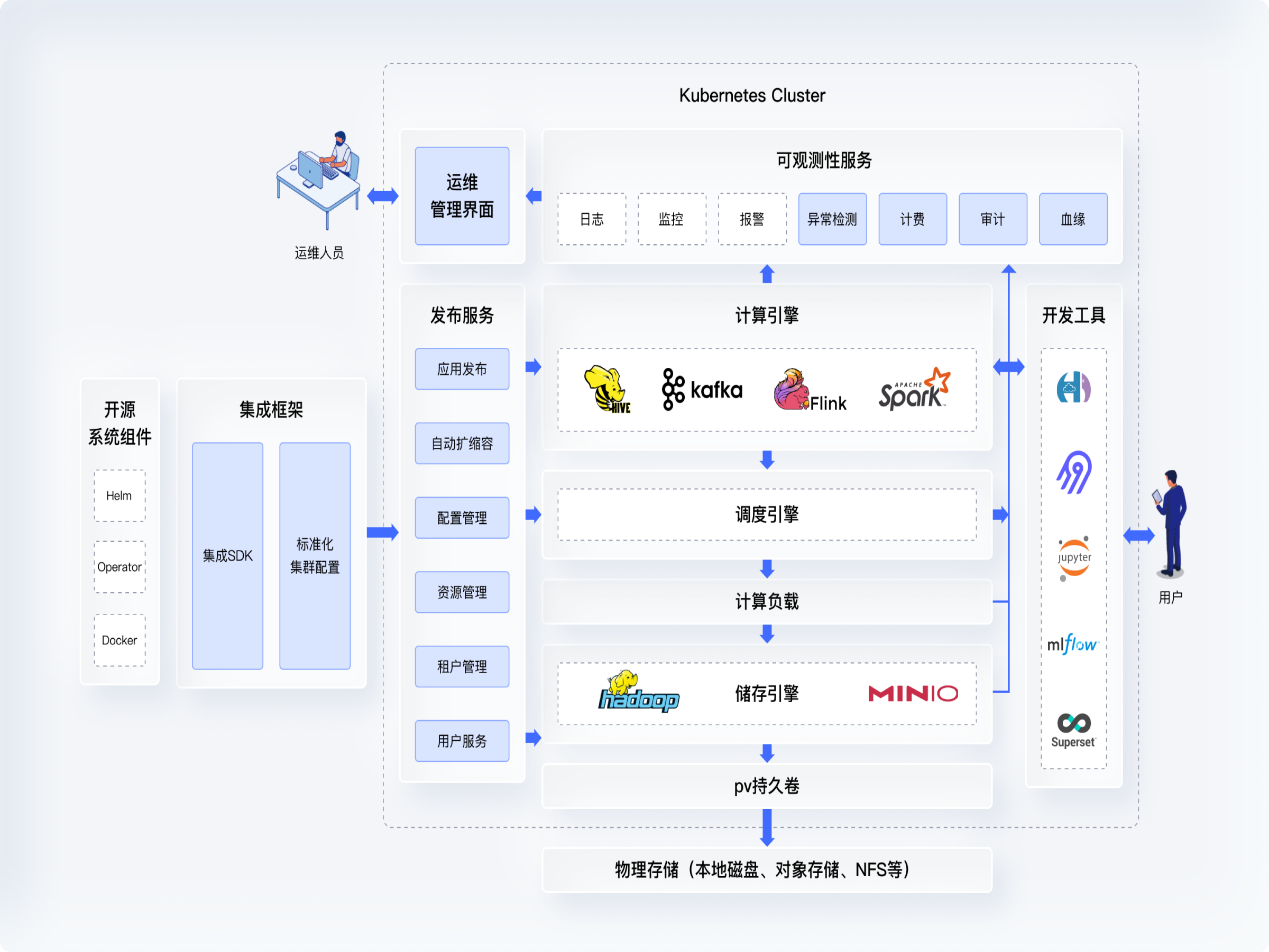 Kubernetes Cluster
运维
管理界面
运维人员
可观测性服务
日志
监控
报警
异常检测
计费
审计
血缘
发布服务
应用发布
自动扩缩容
配置管理
资源管理
租户管理
用户服务
计算引擎
HIVE
kafka
Flink
APACHE
Spark
调度引擎
计算负载
hadoop
储存引擎
MINIO
pv持久卷
物理存储（本地磁盘、对象存储、NFS等）
开发工具
jupyter
mlflow
Superset
用户
开源
系统组件
Helm
Operator
Docker
集成框架
集成SDK
标准化
集群配置